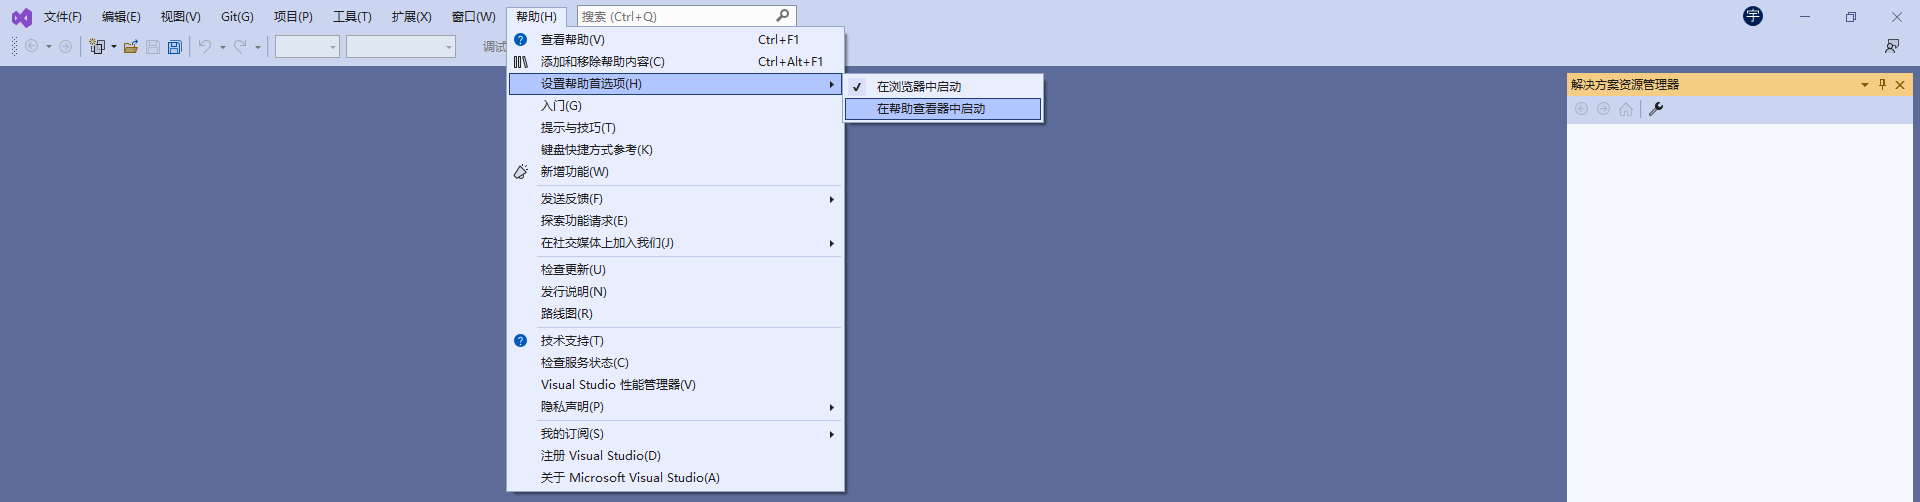 文件(F) 编辑(E) 视图(V) Git(G) 项目(P) 工具(T) 扩展(X) 窗口(W) 帮助(H) 搜索 (Ctrl+Q) 宇
调试
查看帮助(V) Ctrl+F1
添加和移除帮助内容(C) Ctrl+Alt+F1
设置帮助首选项(H)
入门(G)
提示与技巧(T)
键盘快捷方式参考(K)
新增功能(W)
发送反馈(F)
探索功能请求(E)
在社交媒体上加入我们(J)
检查更新(U)
发行说明(N)
路线图(R)
技术支持(T)
检查服务状态(C)
Visual Studio 性能管理器(V)
隐私声明(P)
我的订阅(S)
注册 Visual Studio(D)
关于 Microsoft Visual Studio(A)
在浏览器中启动
在帮助查看器中启动
解决方案资源管理器